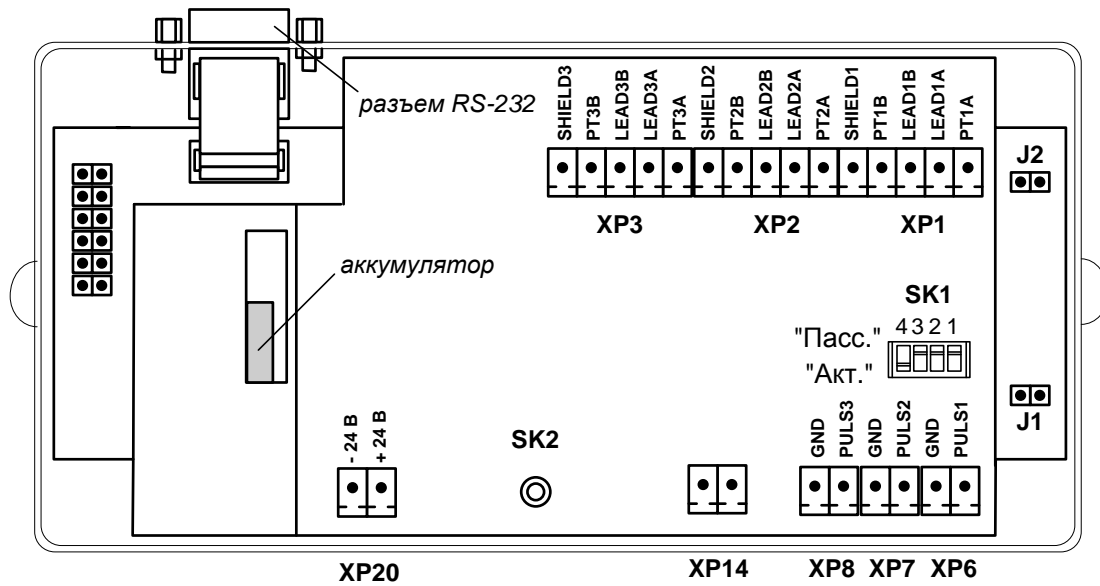 разъем RS-232
SHIELD3
PT3B
LEAD3B
LEAD3A
PT3A
SHIELD2
PT2B
LEAD2B
LEAD2A
PT2A
SHIELD1
PT1B
LEAD1B
LEAD1A
PT1A
J2
XP3
XP2
XP1
аккумулятор
SK1
"Пасс."
4 3 2 1
"Акт."
J1
- 24 В
+ 24 В
SK2
GND
PULS3
GND
PULS2
GND
PULS1
XP20
XP14
XP8
XP7
XP6